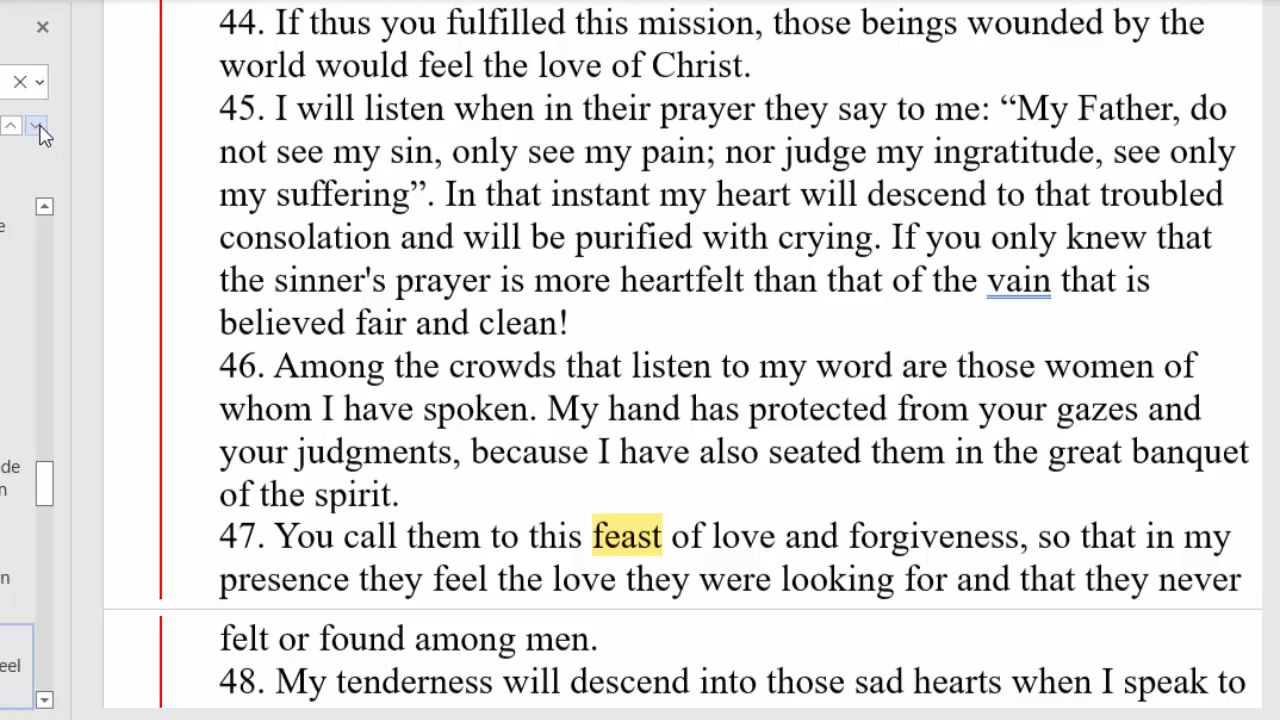 44. If thus you fulfilled this mission, those beings wounded by the
world would feel the love of Christ.
45. I will listen when in their prayer they say to me: “My Father, do
not see my sin, only see my pain; nor judge my ingratitude, see only
my suffering”. In that instant my heart will descend to that troubled
consolation and will be purified with crying. If you only knew that
the sinner's prayer is more heartfelt than that of the vain that is
believed fair and clean!
46. Among the crowds that listen to my word are those women of
whom I have spoken. My hand has protected from your gazes and
your judgments, because I have also seated them in the great banquet
of the spirit.
47. You call them to this feast of love and forgiveness, so that in my
presence they feel the love they were looking for and that they never
felt or found among men.
48. My tenderness will descend into those sad hearts when I speak to
e
de
n
n
eel